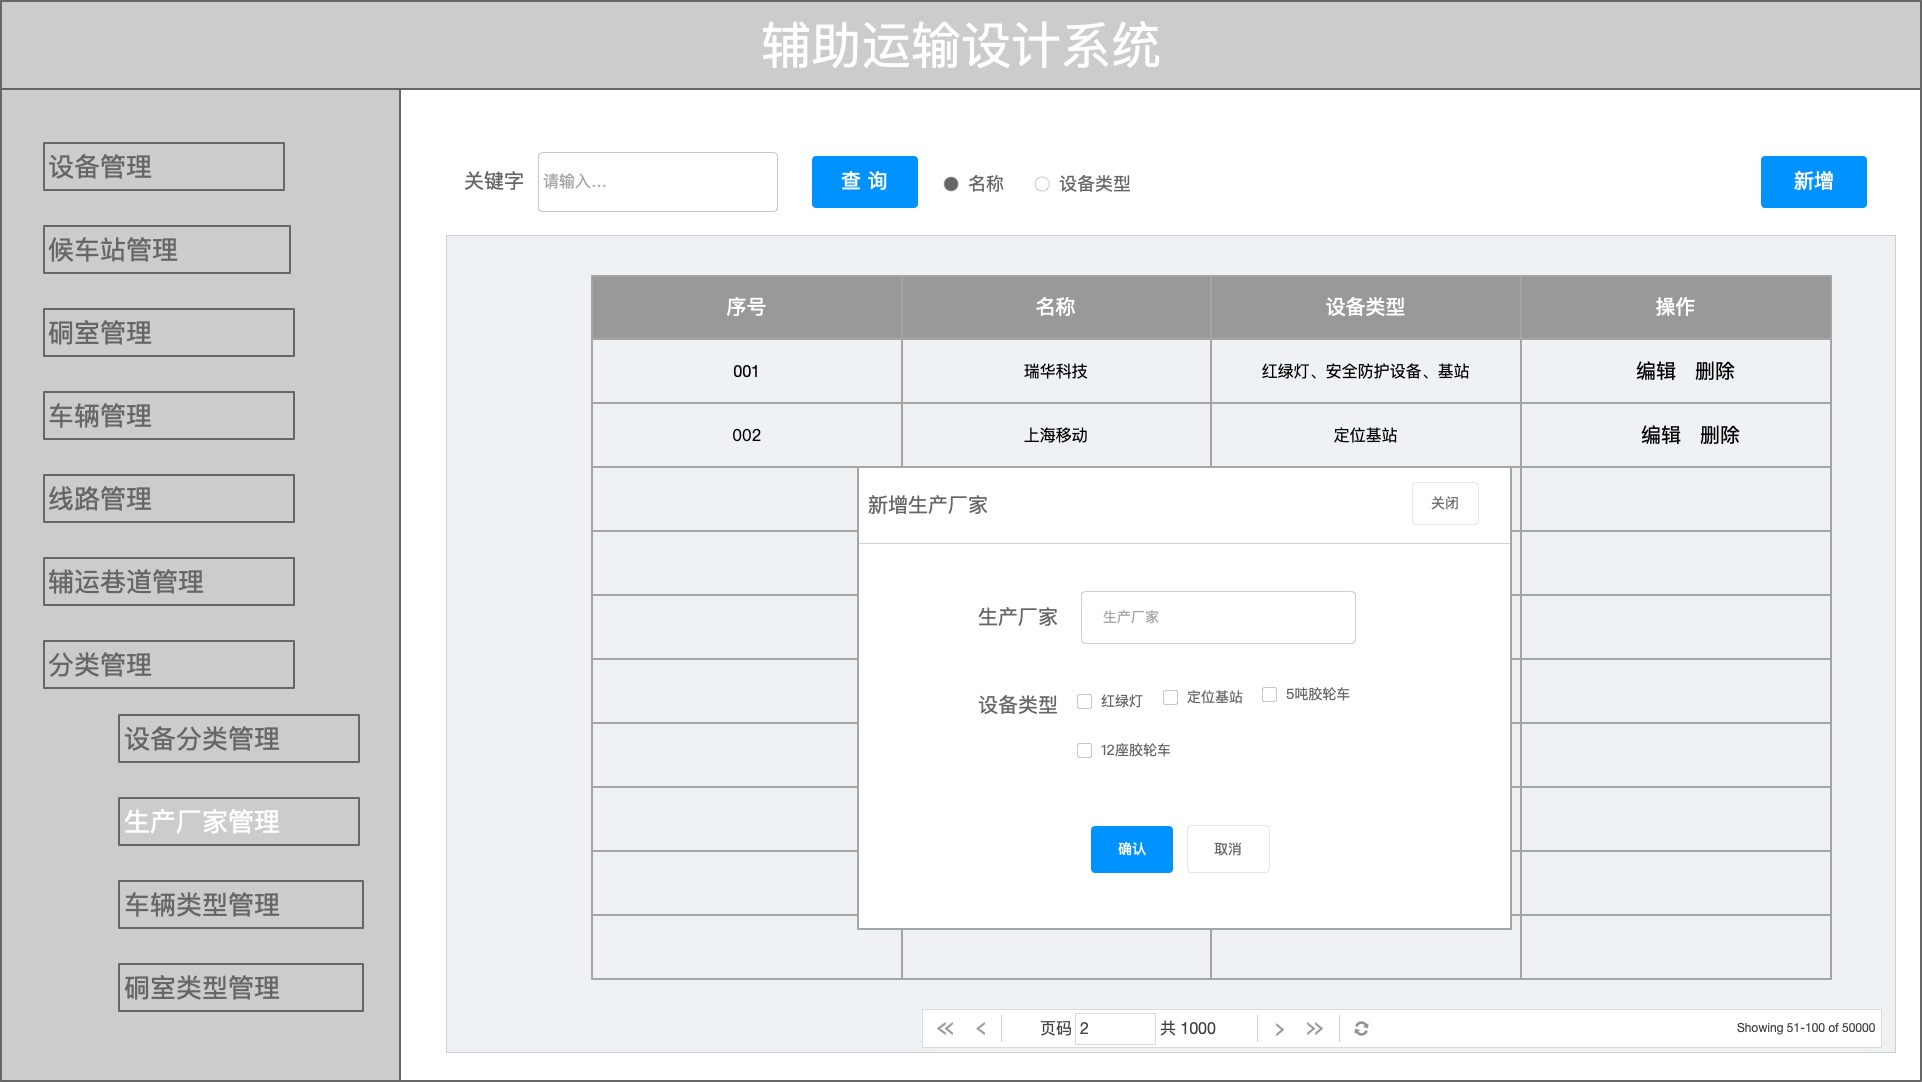 辅助运输设计系统
设备管理
候车站管理
硐室管理
车辆管理
线路管理
辅运巷道管理
分类管理
设备分类管理
生产厂家管理
车辆类型管理
硐室类型管理
关键字 请输入... 查 询 名称 设备类型 新增
序号 名称 设备类型 操作
001 瑞华科技 红绿灯、安全防护设备、基站 编辑 删除
002 上海移动 定位基站 编辑 删除
新增生产厂家 关闭
生产厂家 生产厂家
设备类型 红绿灯 定位基站 5吨胶轮车
12座胶轮车
确认 取消
页码 2 共 1000 Showing 51-100 of 50000